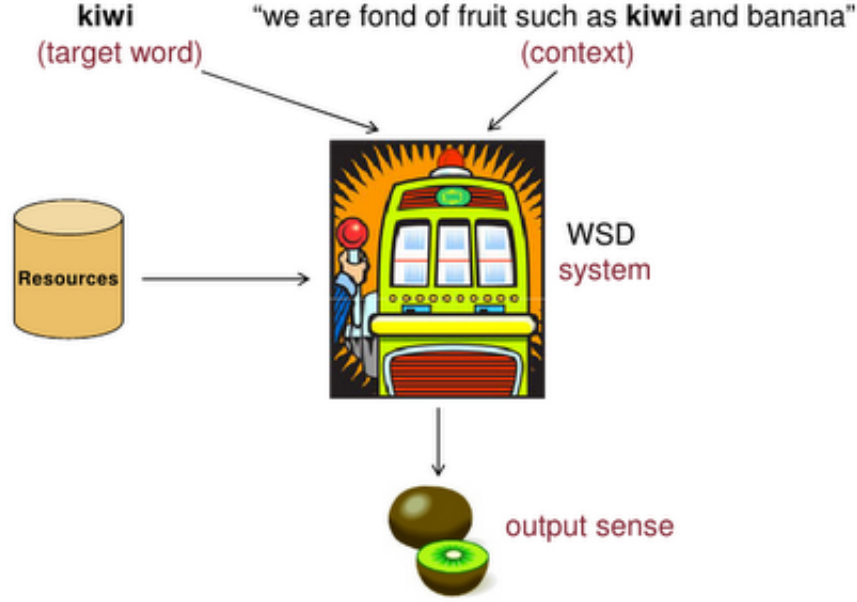 kiwi
(target word)
“we are fond of fruit such as kiwi and banana”
(context)
Resources
WSD
system
output sense